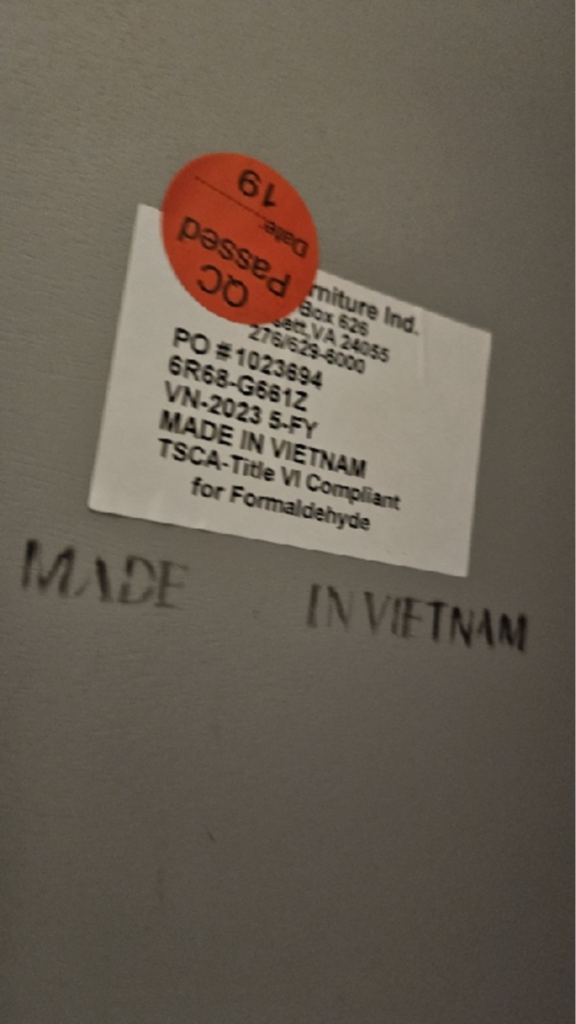 QC
Passed
Date:
19
rniture Ind.
Box 626
sett, VA 24055
276/629-6000
PO # 1023694
6R68-G661Z
VN-2023 5-FY
MADE IN VIETNAM
TSCA-Title VI Compliant
for Formaldehyde
MADE IN VIETNAM